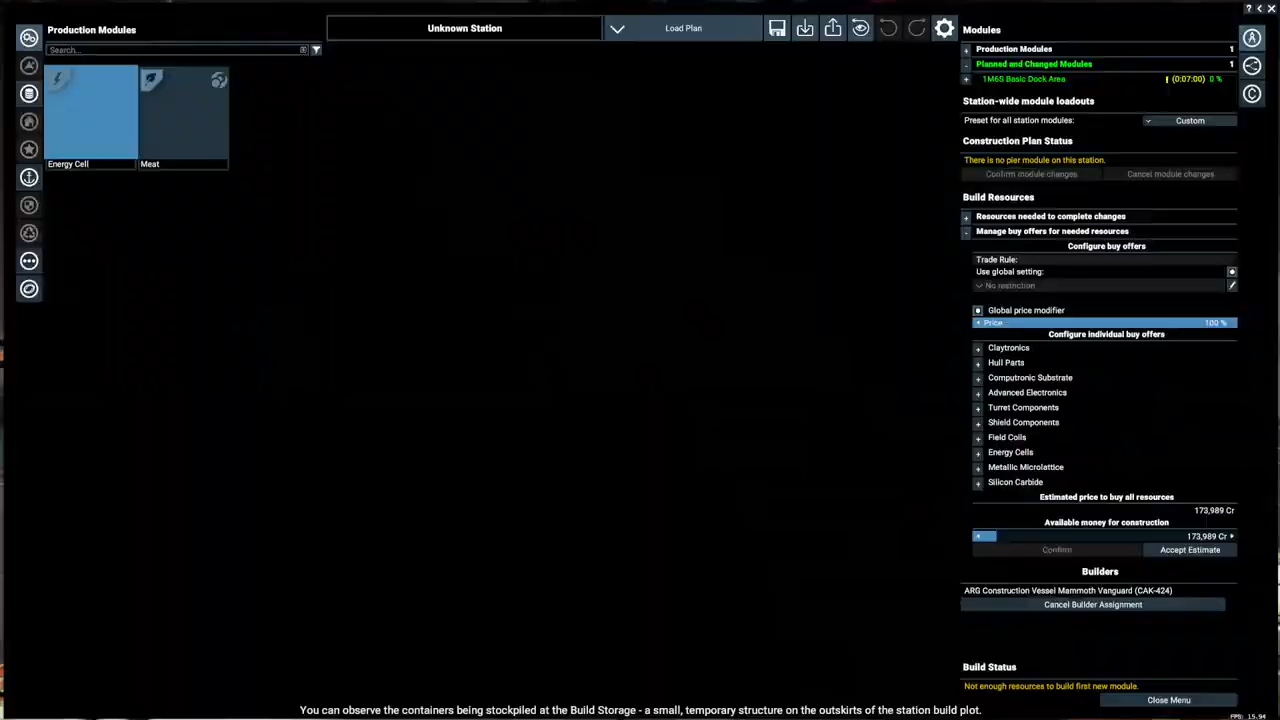 Production Modules
Search...
Energy Cell
Meat
Unknown Station
Load Plan
Modules
Production Modules 1
Planned and Changed Modules 1
1M6S Basic Dock Area (0:07:00) 0 %
Station-wide module loadouts
Preset for all station modules: Custom
Construction Plan Status
There is no pier module on this station.
Confirm module changes Cancel module changes
Build Resources
Resources needed to complete changes
Manage buy offers for needed resources
Configure buy offers
Trade Rule:
Use global setting:
No restriction
Global price modifier
Price 100 %
Configure individual buy offers
Claytronics
Hull Parts
Computronic Substrate
Advanced Electronics
Turret Components
Shield Components
Field Coils
Energy Cells
Metallic Microlattice
Silicon Carbide
Estimated price to buy all resources
173,989 Cr
Available money for construction
173,989 Cr
Confirm Accept Estimate
Builders
ARG Construction Vessel Mammoth Vanguard (CAK-424)
Cancel Builder Assignment
Build Status
Not enough resources to build first new module.
Close Menu
You can observe the containers being stockpiled at the Build Storage - a small, temporary structure on the outskirts of the station build plot.
FPS: 15.94